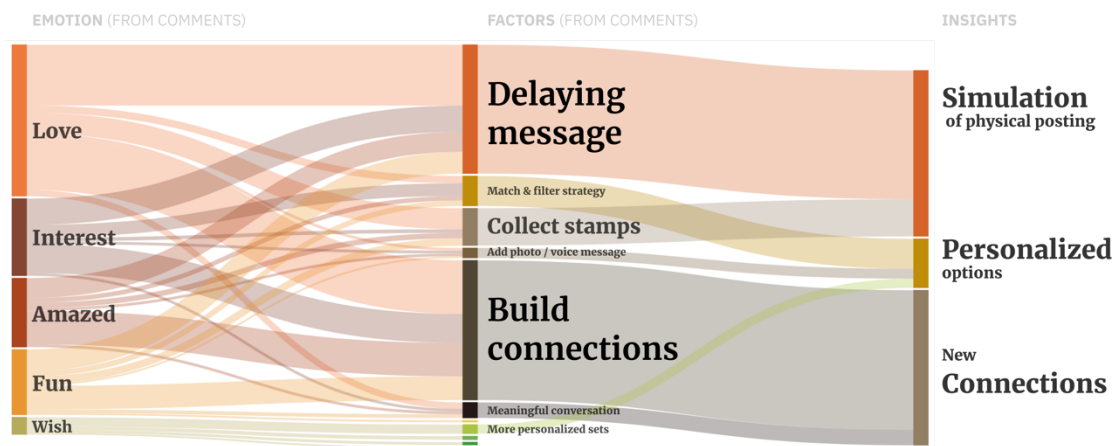 EMOTION (FROM COMMENTS)
FACTORS (FROM COMMENTS)
INSIGHTS
Love
Interest
Amazed
Fun
Wish
Delaying
message
Match & filter strategy
Collect stamps
Add photo / voice message
Build
connections
Meaningful conversation
More personalized sets
Simulation
of physical posting
Personalized
options
New
Connections